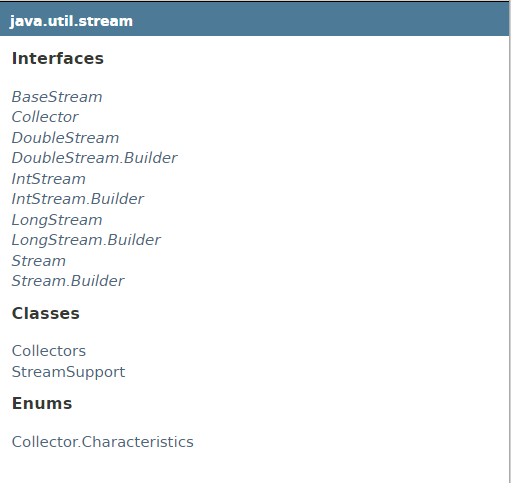 java.util.stream
Interfaces
BaseStream
Collector
DoubleStream
DoubleStream.Builder
IntStream
IntStream.Builder
LongStream
LongStream.Builder
Stream
Stream.Builder
Classes
Collectors
StreamSupport
Enums
Collector.Characteristics